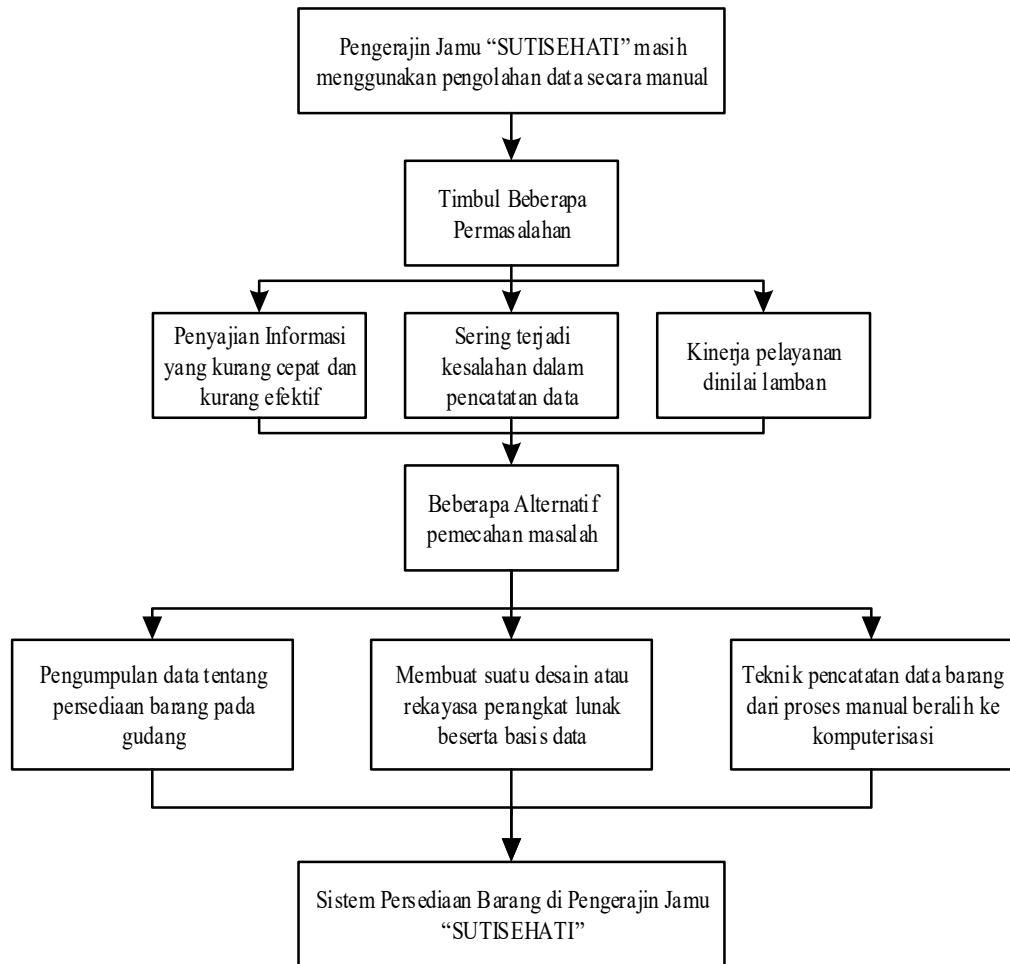 Pengerajin Jamu “SUTISEHATI” masih
menggunakan pengolahan data secara manual
Timbul Beberapa
Permasalahan
Penyajian Informasi
yang kurang cepat dan
kurang efektif
Sering terjadi
kesalahan dalam
pencatatan data
Kinerja pelayanan
dinilai lamban
Beberapa Alternatif
pemecahan masalah
Pengumpulan data tentang
persediaan barang pada
gudang
Membuat suatu desain atau
rekayasa perangkat lunak
beserta basis data
Teknik pencatatan data barang
dari proses manual beralih ke
komputerisasi
Sistem Persediaan Barang di Pengerajin Jamu
“SUTISEHATI”